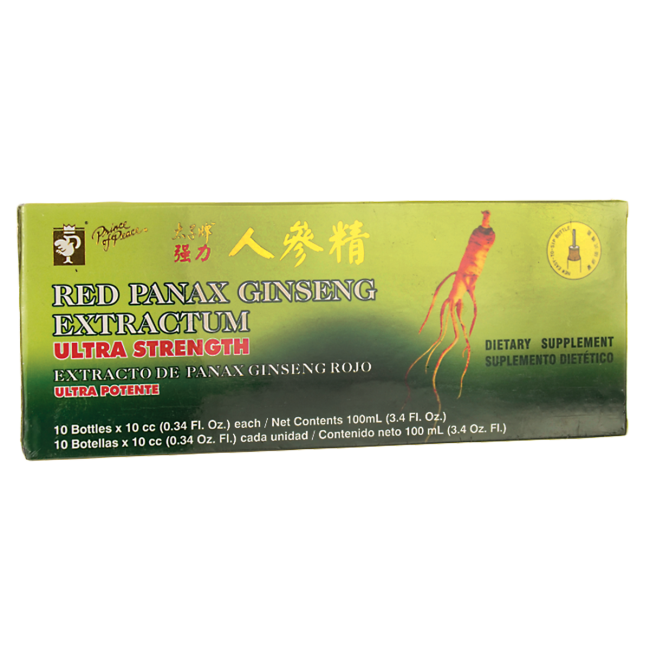 Prince
of Peace
太子牌
强力
人參精
RED PANAX GINSENG
EXTRACTUM
ULTRA STRENGTH
EXTRACTO DE PANAX GINSENG ROJO
ULTRA POTENTE
DIETARY SUPPLEMENT
SUPLEMENTO DIETÉTICO
10 Bottles x 10 cc (0.34 Fl. Oz.) each / Net Contents 100mL (3.4 Fl. Oz.)
10 Botellas x 10 cc (0.34 Oz. Fl.) cada unidad / Contenido neto 100 mL (3.4 Oz. Fl.)